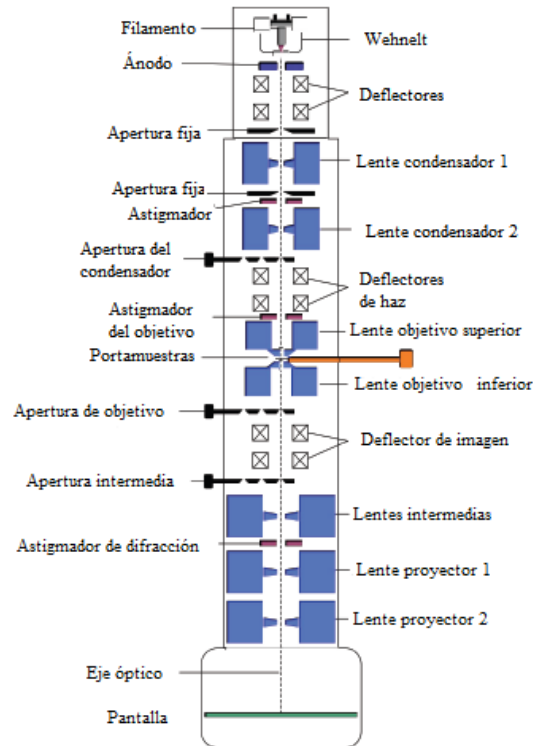 Filamento
Wehnelt
Ánodo
Deflectores
Apertura fija
Lente condensador 1
Apertura fija
Astigmador
Lente condensador 2
Apertura del
condensador
Deflectores
de haz
Astigmador
del objetivo
Lente objetivo superior
Portamuestras
Lente objetivo inferior
Apertura de objetivo
Deflector de imagen
Apertura intermedia
Lentes intermedias
Astigmador de difracción
Lente proyector 1
Lente proyector 2
Eje óptico
Pantalla